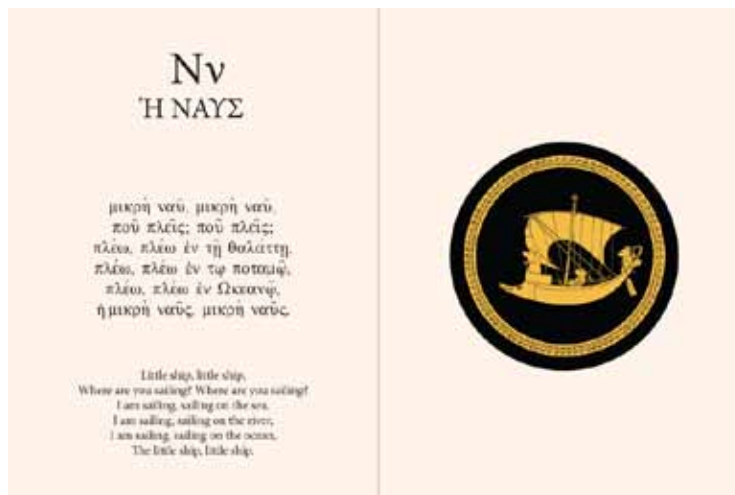 Νν
Ἡ ΝΑΥΣ
μικρὴ ναῦ, μικρὴ ναῦ,
ποῦ πλεῖς; ποῦ πλεῖς;
πλέω, πλέω ἐν τῇ θαλάττῃ,
πλέω, πλέω ἐν τῳ ποταμῷ,
πλέω, πλέω ἐν Ωκεανῷ,
ἡ μικρὴ ναῦς, μικρὴ ναῦς.
Little ship, little ship,
Where are you sailing? Where are you sailing?
I am sailing, sailing on the sea,
I am sailing, sailing on the river,
I am sailing, sailing on the ocean,
The little ship, little ship.